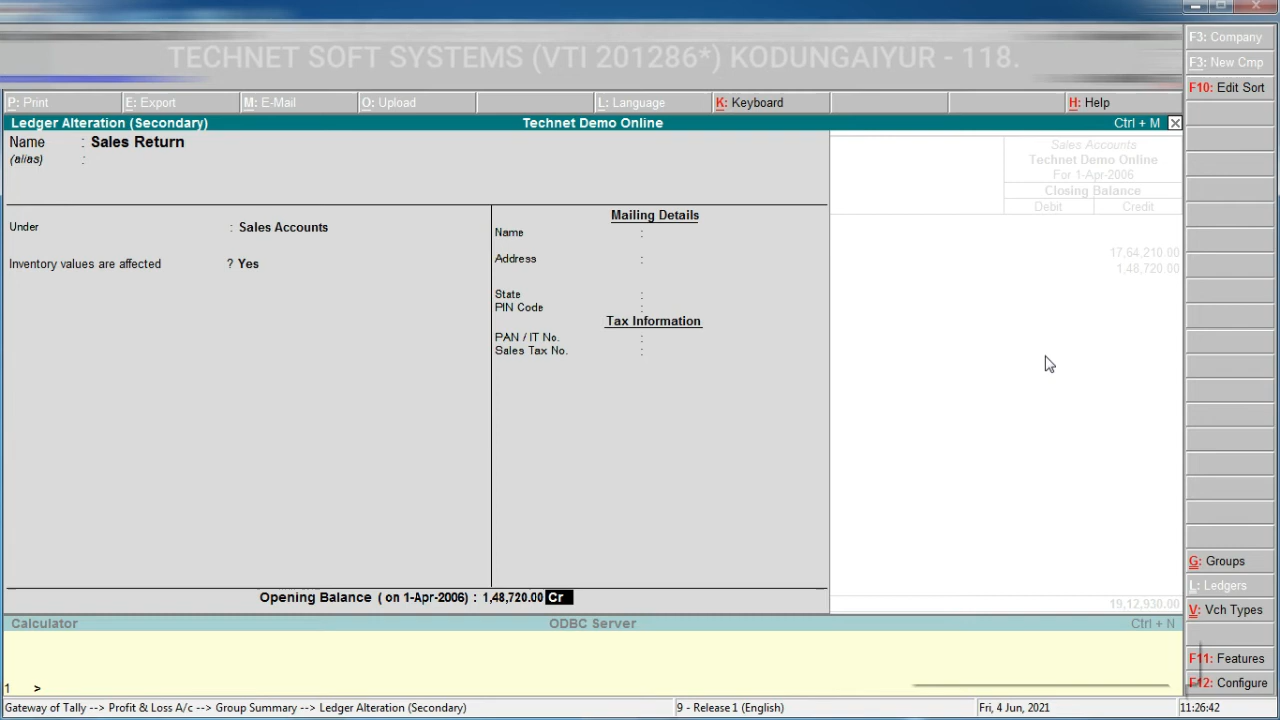 F3: Company
TECHNET SOFT SYSTEMS (VTI 201286*) KODUNGAIYUR - 118.
F3: New Cmp
F10: Edit Sort
P: Print E: Export M: E-Mail O: Upload L: Language K: Keyboard H: Help
Ledger Alteration (Secondary) Technet Demo Online Ctrl + M
Name : Sales Return
(alias) :
Sales Accounts
Technet Demo Online
For 1-Apr-2006
Closing Balance
Debit Credit
Under : Sales Accounts
Inventory values are affected ? Yes
Mailing Details
Name :
Address :
State :
PIN Code :
Tax Information
PAN / IT No. :
Sales Tax No. :
17,64,210.00
1,48,720.00
Opening Balance ( on 1-Apr-2006) : 1,48,720.00 Cr
19,12,930.00
G: Groups
L: Ledgers
V: Vch Types
F11: Features
F12: Configure
Calculator ODBC Server Ctrl + N
1 >
Gateway of Tally --> Profit & Loss A/c --> Group Summary --> Ledger Alteration (Secondary) 9 - Release 1 (English) Fri, 4 Jun, 2021 11:26:42